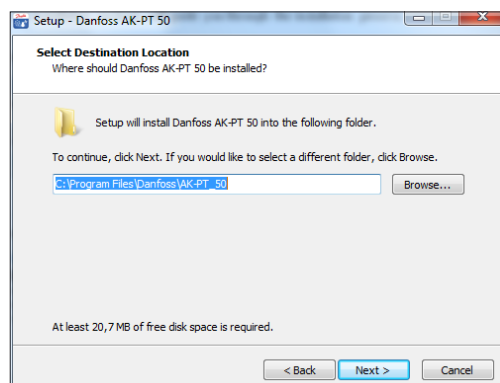 Setup - Danfoss AK-PT 50
Select Destination Location
Where should Danfoss AK-PT 50 be installed?
Setup will install Danfoss AK-PT 50 into the following folder.
To continue, click Next. If you would like to select a different folder, click Browse.
C:\Program Files\Danfoss\AK-PT_50
Browse...
At least 20,7 MB of free disk space is required.
< Back
Next >
Cancel